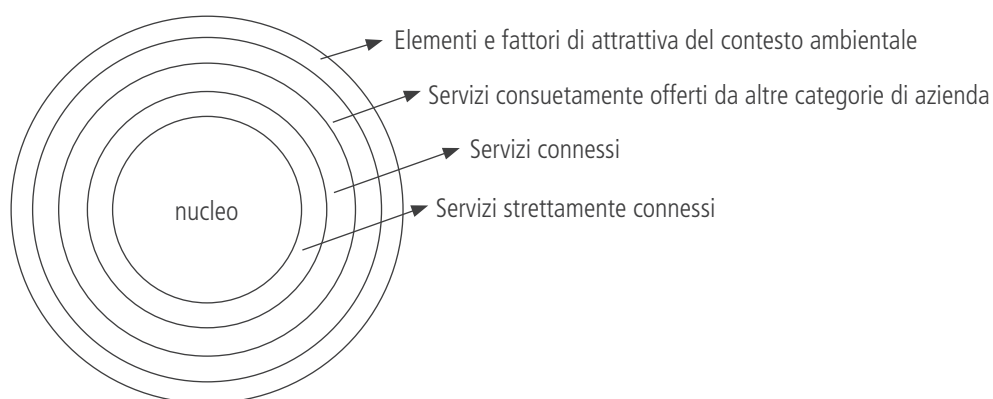 Elementi e fattori di attrattiva del contesto ambientale
Servizi consuetamente offerti da altre categorie di azienda
Servizi connessi
Servizi strettamente connessi
nucleo